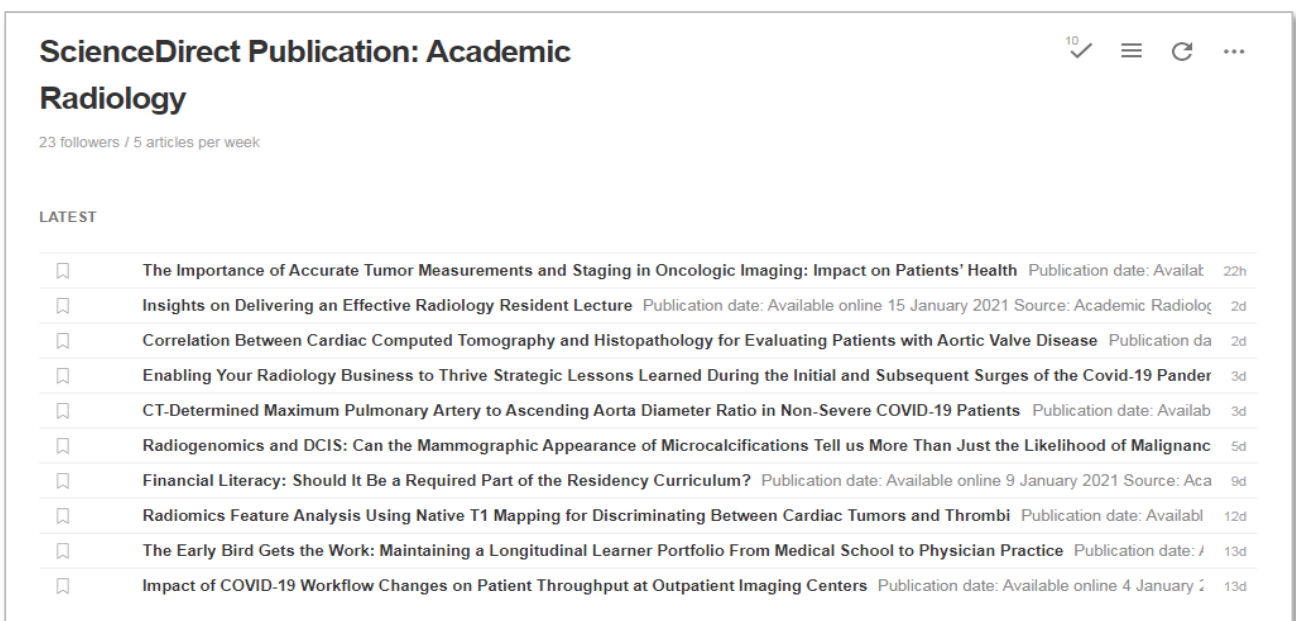 ScienceDirect Publication: Academic
Radiology
10
23 followers / 5 articles per week
LATEST
The Importance of Accurate Tumor Measurements and Staging in Oncologic Imaging: Impact on Patients’ Health Publication date: 22h
Insights on Delivering an Effective Radiology Resident Lecture Publication date: Available online 15 January 2021 Source: Academic 2d
Correlation Between Cardiac Computed Tomography and Histopathology for Evaluating Patients with Aortic Valve Disease Publication da 2d
Enabling Your Radiology Business to Thrive Strategic Lessons Learned During the Initial and Subsequent Surges of the Covid-19 3d
CT-Determined Maximum Pulmonary Artery to Ascending Aorta Diameter Ratio in Non-Severe COVID-19 Patients Publication date: Availab 3d
Radiogenomics and DCIS: Can the Mammographic Appearance of Microcalcifications Tell us More Than Just the Likelihood of Malignanc 5d
Financial Literacy: Should It Be a Required Part of the Residency Curriculum? Publication date: Available online 9 January 2021 Source: Aca 9d
Radiomics Feature Analysis Using Native T1 Mapping for Discriminating Between Cardiac Tumors and Thrombi Publication date: Availabl 12d
The Early Bird Gets the Work: Maintaining a Longitudinal Learner Portfolio From Medical School to Physician Practice Publication date: 13d
Impact of COVID-19 Workflow Changes on Patient Throughput at Outpatient Imaging Centers Publication date: Available online 4 January 13d